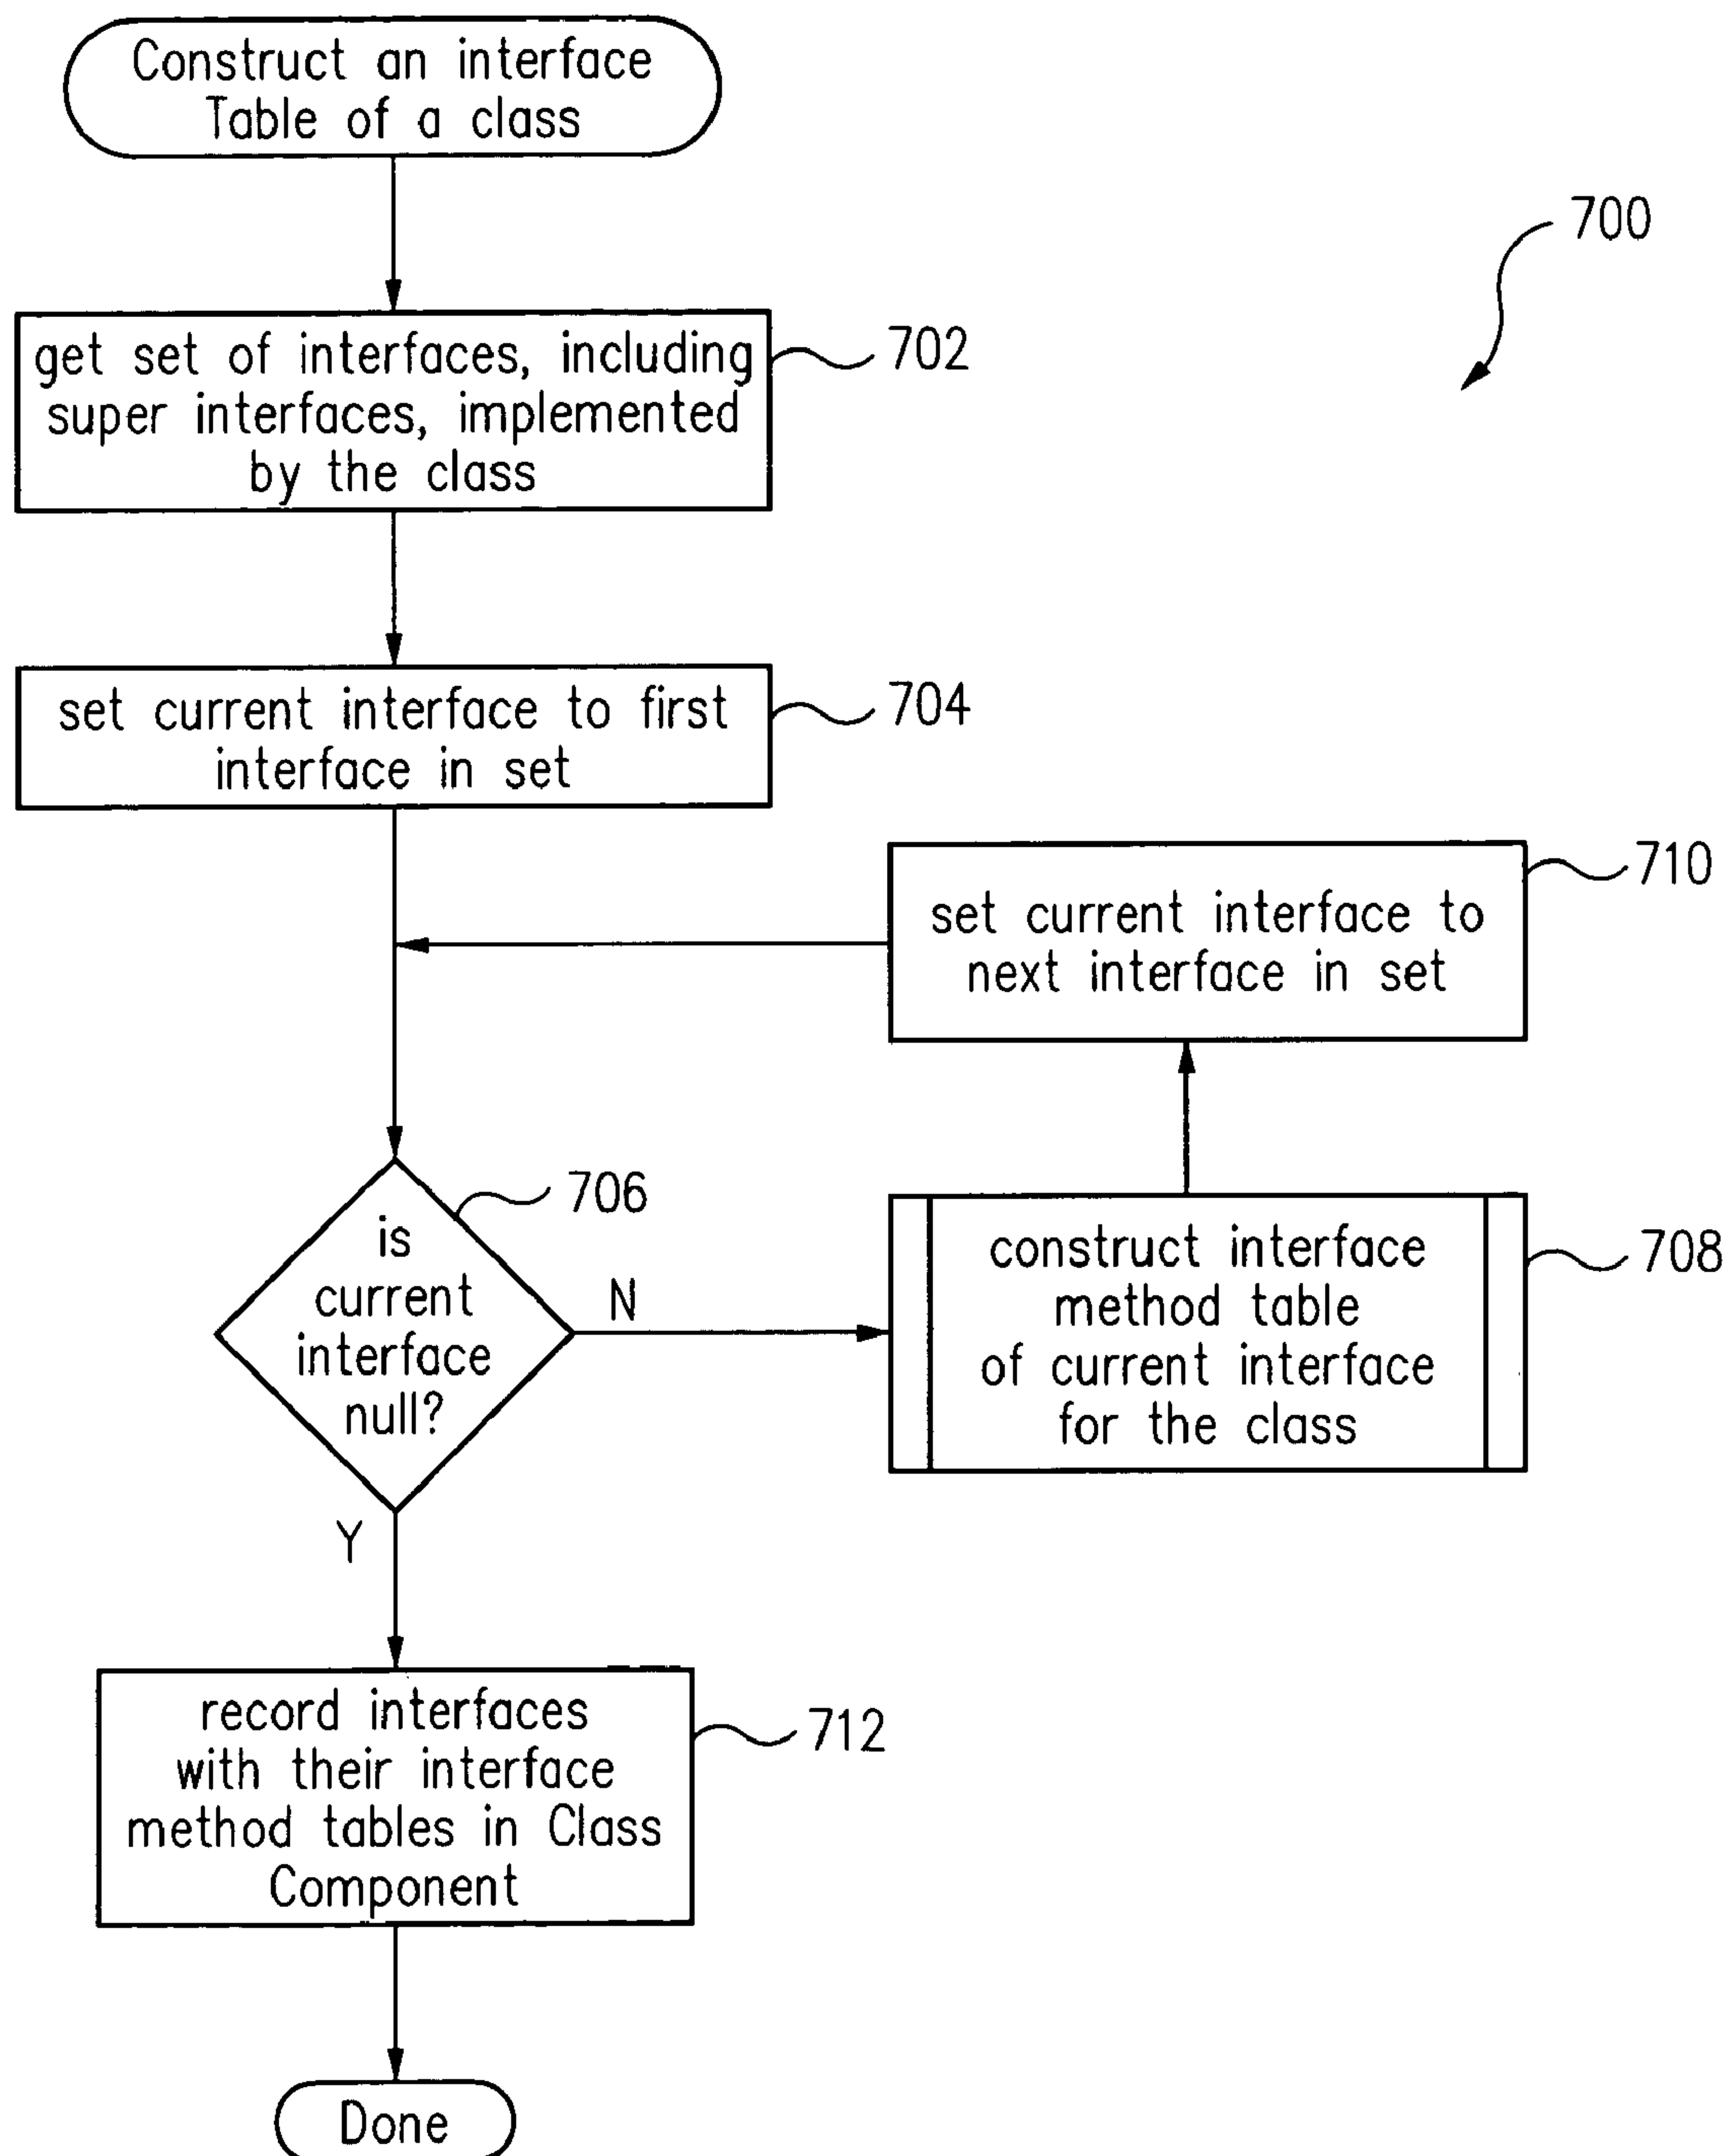 Construct an interface
Table of a class
700
get set of interfaces, including
super interfaces, implemented
by the class
702
set current interface to first
interface in set
704
set current interface to
next interface in set
710
is
current
interface
null?
706
N
construct interface
method table
of current interface
for the class
708
Y
record interfaces
with their interface
method tables in Class
Component
712
Done